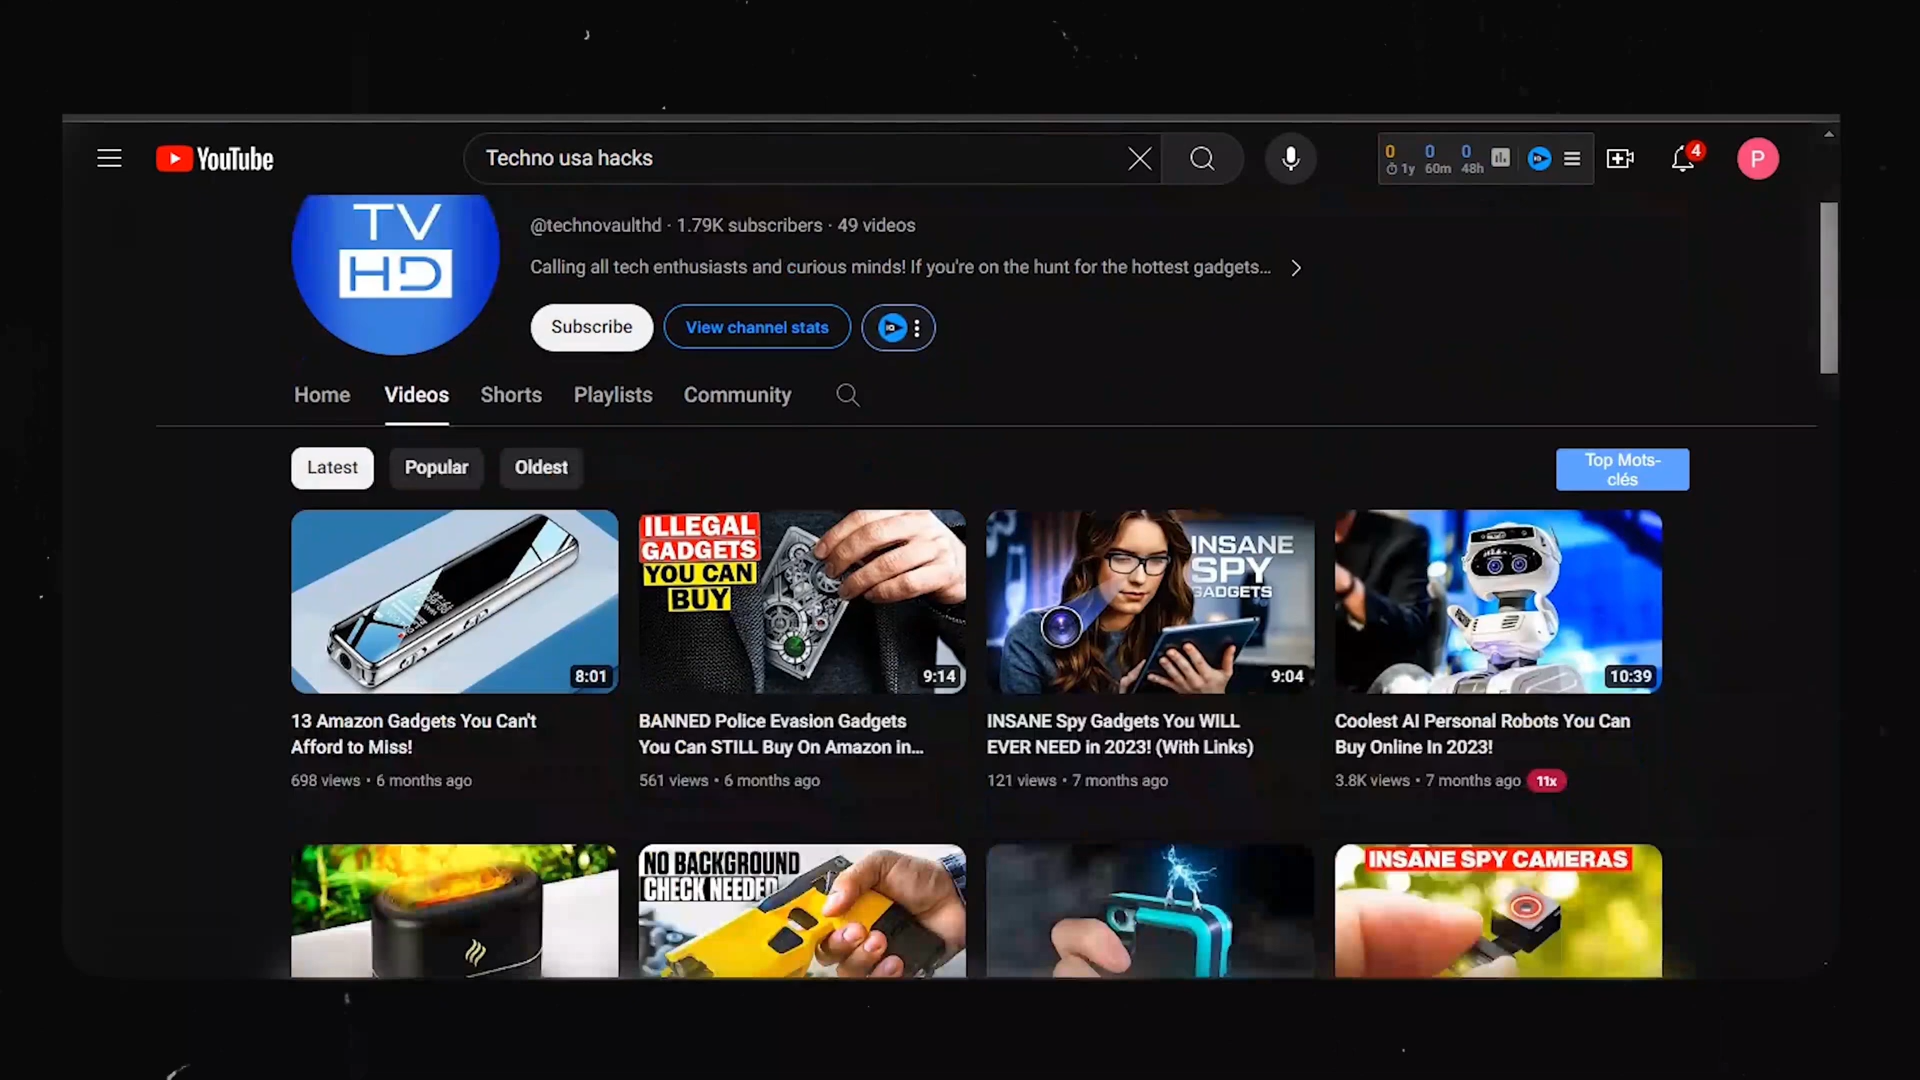 YouTube
Techno usa hacks
0 0 0
1y 60m 48h
4
P
TV
HD
@technovaulthd · 1.79K subscribers · 49 videos
Calling all tech enthusiasts and curious minds! If you're on the hunt for the hottest gadgets...
Subscribe
View channel stats
Home
Videos
Shorts
Playlists
Community
Latest
Popular
Oldest
Top Mots-
clés
8:01
ILLEGAL
GADGETS
YOU CAN
BUY
9:14
INSANE
SPY
GADGETS
9:04
10:39
13 Amazon Gadgets You Can't
Afford to Miss!
698 views • 6 months ago
BANNED Police Evasion Gadgets
You Can STILL Buy On Amazon in...
561 views • 6 months ago
INSANE Spy Gadgets You WILL
EVER NEED in 2023! (With Links)
121 views • 7 months ago
Coolest AI Personal Robots You Can
Buy Online In 2023!
3.8K views • 7 months ago 11x
NO BACKGROUND
CHECK NEEDED
INSANE SPY CAMERAS